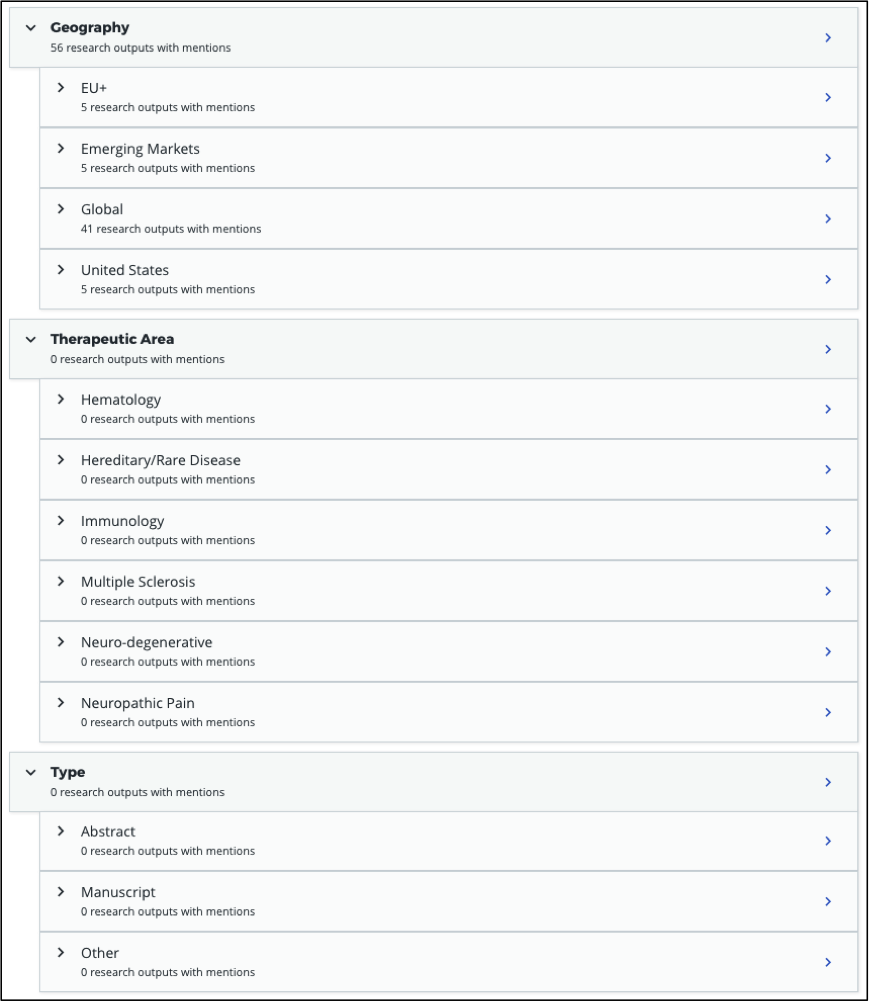 Geography
56 research outputs with mentions
EU+
5 research outputs with mentions
Emerging Markets
5 research outputs with mentions
Global
41 research outputs with mentions
United States
5 research outputs with mentions
Therapeutic Area
0 research outputs with mentions
Hematology
0 research outputs with mentions
Hereditary/Rare Disease
0 research outputs with mentions
Immunology
0 research outputs with mentions
Multiple Sclerosis
0 research outputs with mentions
Neuro-degenerative
0 research outputs with mentions
Neuropathic Pain
0 research outputs with mentions
Type
0 research outputs with mentions
Abstract
0 research outputs with mentions
Manuscript
0 research outputs with mentions
Other
0 research outputs with mentions